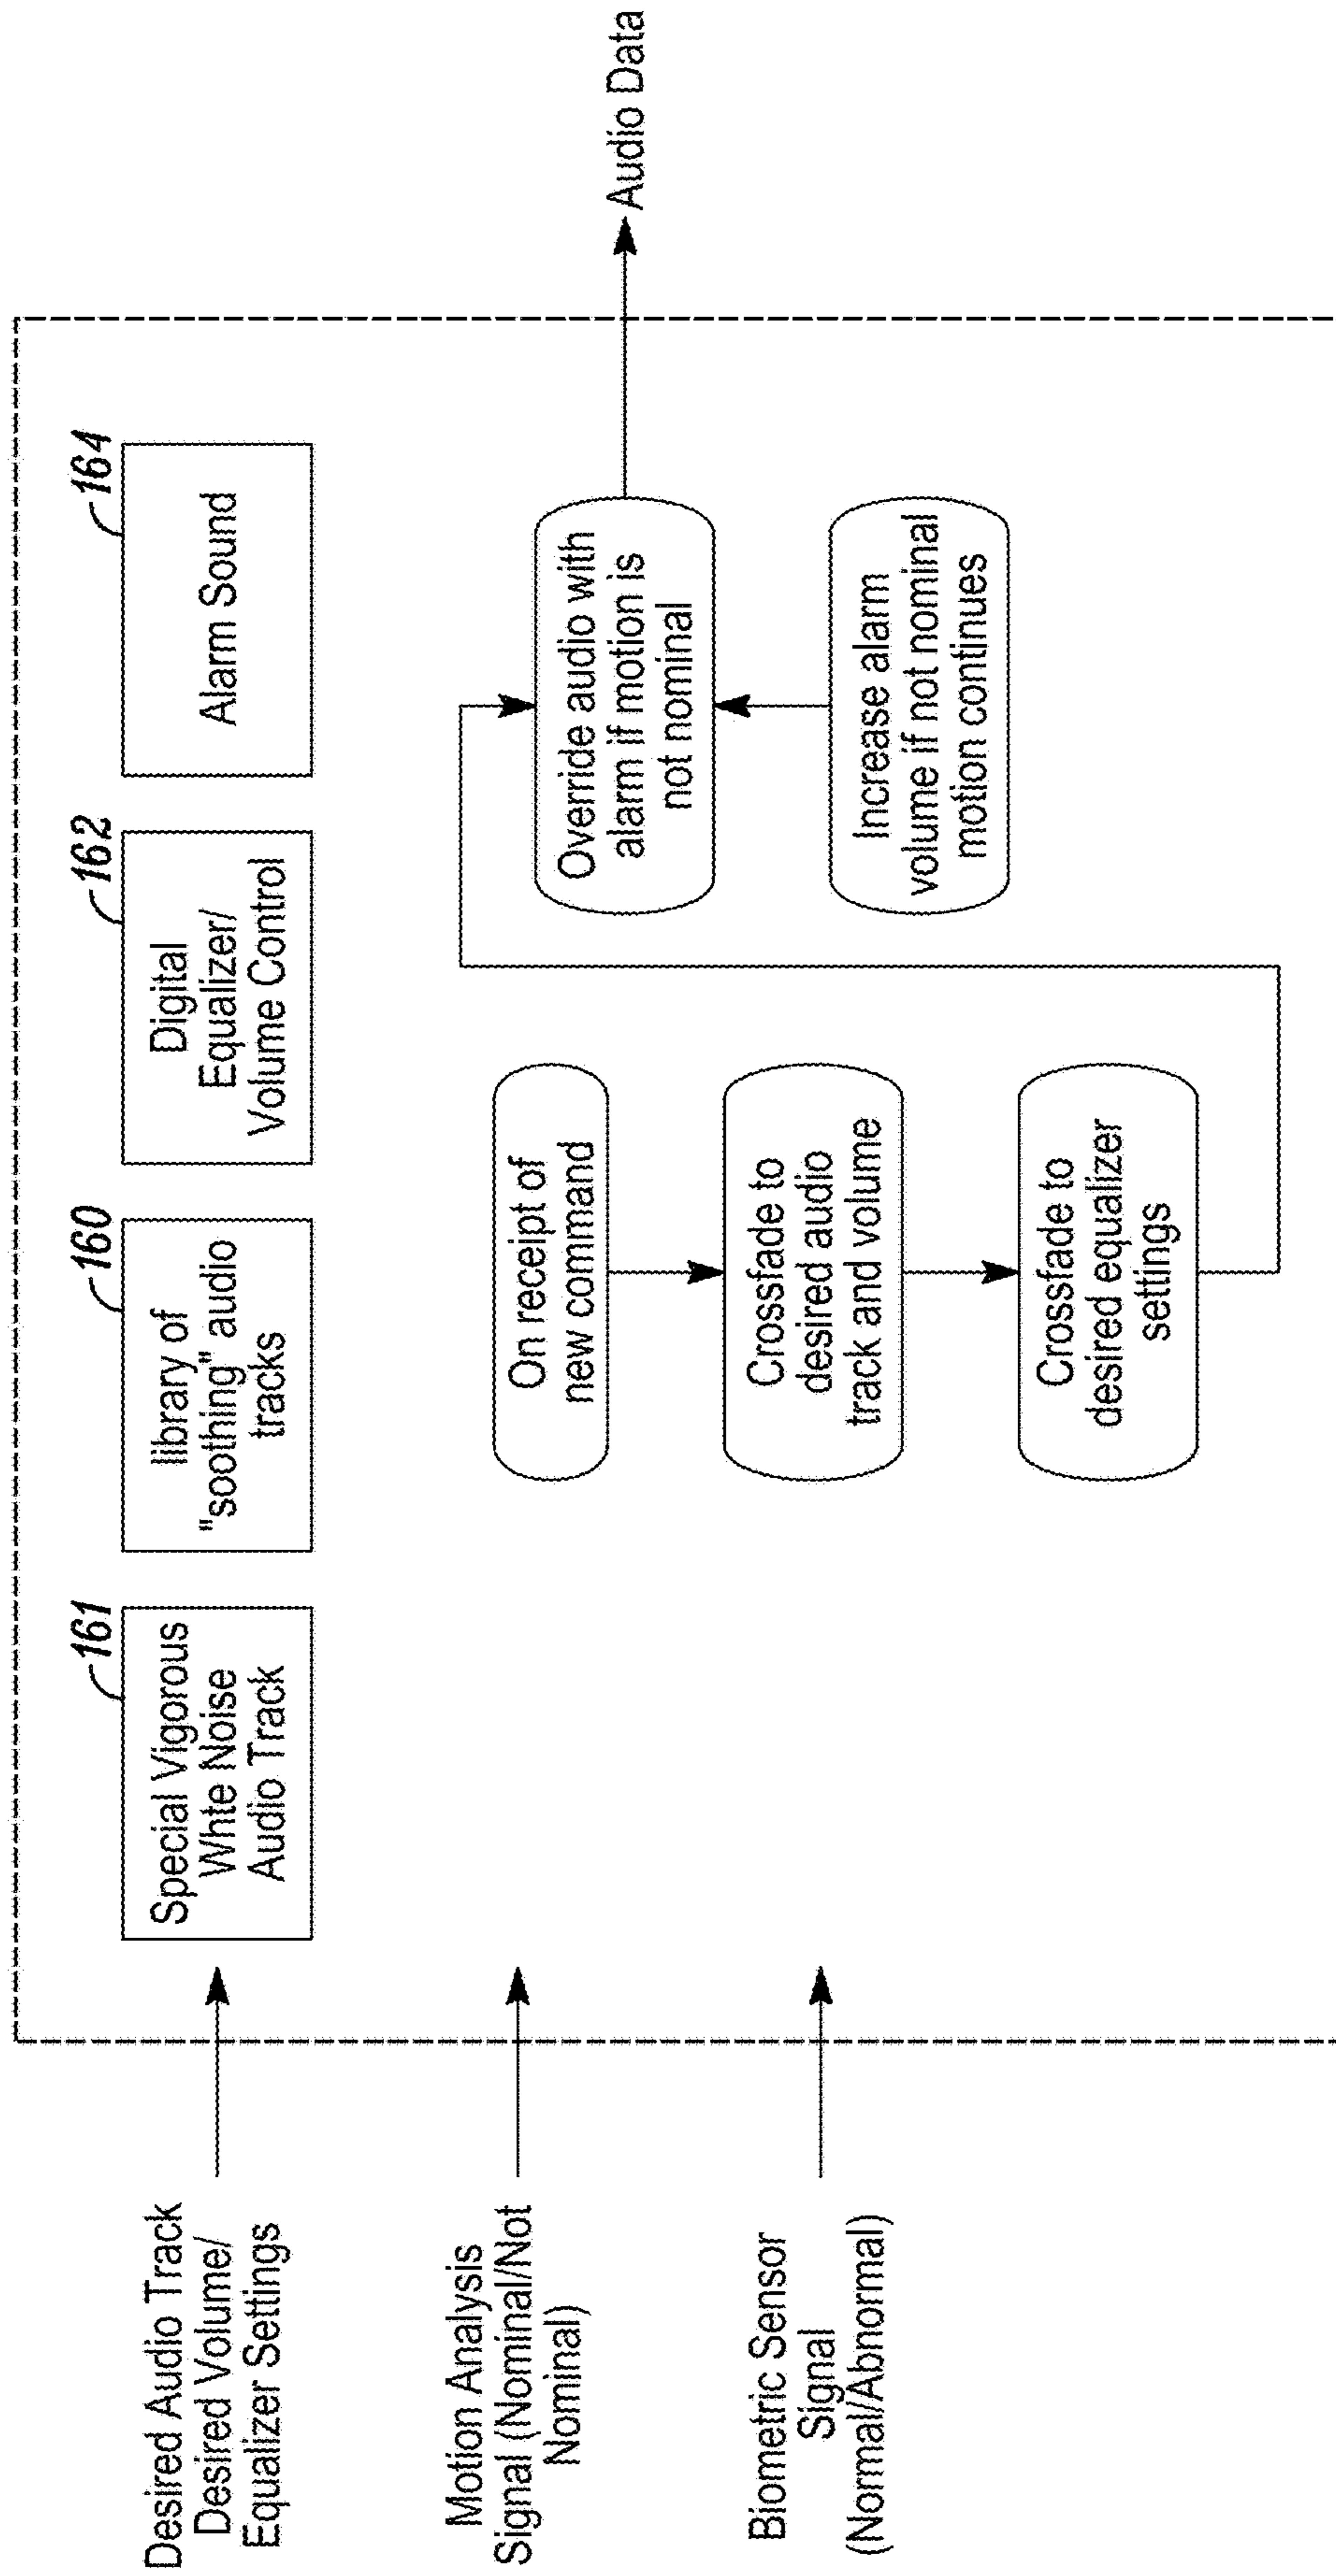 Desired Audio Track
Desired Volume/
Equalizer Settings
Motion Analysis
Signal (Nominal/Not
Nominal)
Biometric Sensor
Signal
(Normal/Abnormal)
161
Special Vigorous
Whte Noise
Audio Track
160
library of
"soothing" audio
tracks
162
Digital
Equalizer/
Volume Control
164
Alarm Sound
On receipt of
new command
Crossfade to
desired audio
track and volume
Crossfade to
desired equalizer
settings
Override audio with
alarm if motion is
not nominal
Increase alarm
volume if not nominal
motion continues
Audio Data